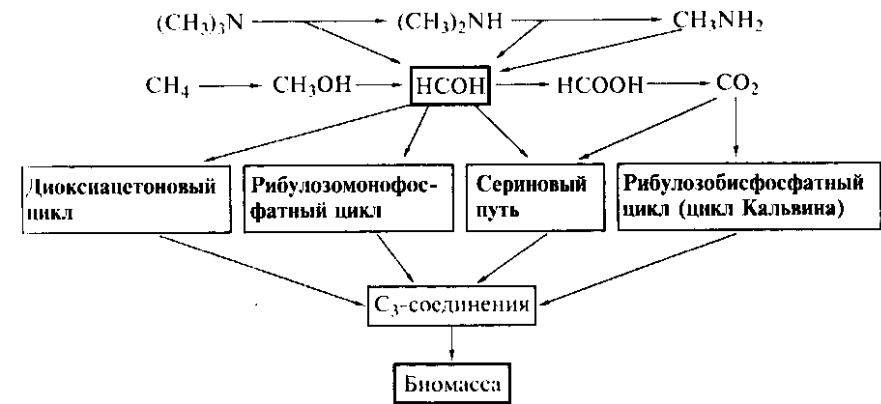 (CH₃)₃N (CH₃)₂NH CH₃NH₂
CH₄ CH₃OH HCOH HCOOH CO₂
Диоксиацетоновый
цикл
Рибулозомонофос-
фатный цикл
Сериновый
путь
Рибулозобисфосфатный
цикл (цикл Кальвина)
C₃-соединения
Биомасса